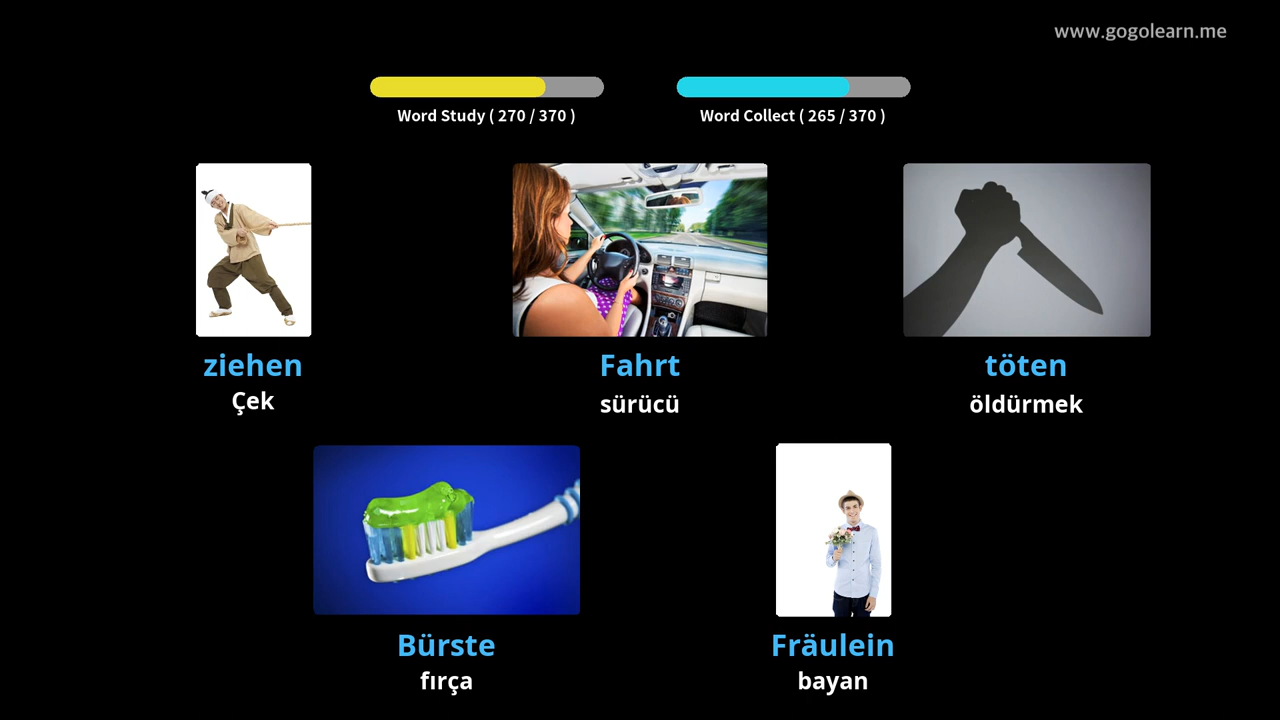 www.gogolearn.me
Word Study ( 270 / 370 )
Word Collect ( 265 / 370 )
ziehen
Çek
Fahrt
sürücü
töten
öldürmek
Bürste
fırça
Fräulein
bayan